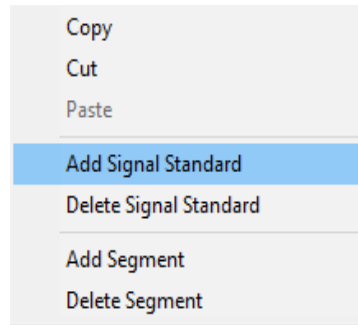 Copy
Cut
Paste
Add Signal Standard
Delete Signal Standard
Add Segment
Delete Segment